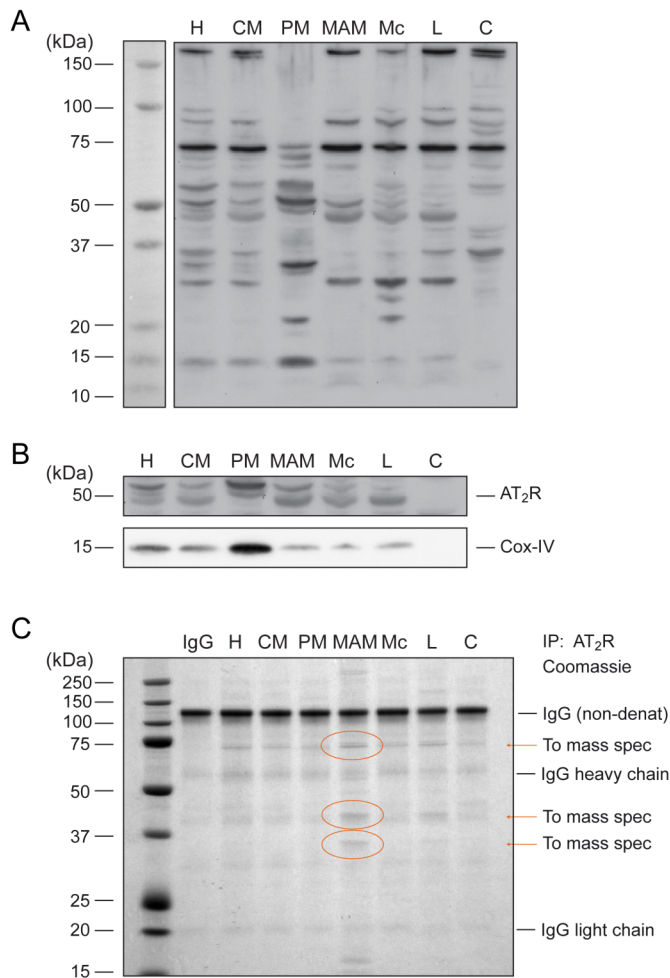 A
H CM PM MAM Mc L C
(kDa)
150
100
75
50
37
20
15
10
B
H CM PM MAM Mc L C
(kDa)
50
AT₂R
15
Cox-IV
C
IgG H CM PM MAM Mc L C
IP: AT₂R
(kDa)
Coomassie
250
150
100
IgG (non-denat)
75
To mass spec
IgG heavy chain
50
To mass spec
37
To mass spec
25
20
IgG light chain
15